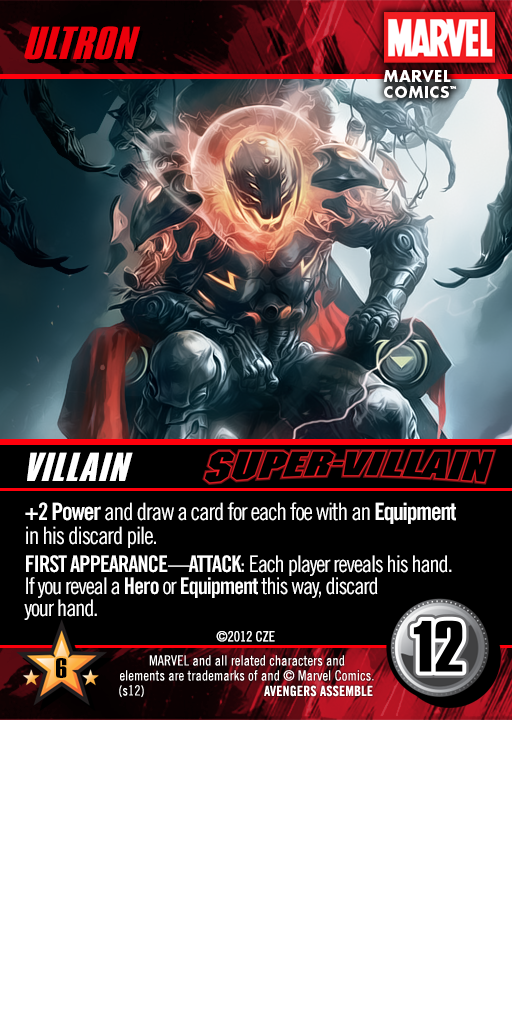 ULTRON
MARVEL
MARVEL
COMICS™
VILLAIN
SUPER-VILLAIN
+2 Power and draw a card for each foe with an Equipment
in his discard pile.
FIRST APPEARANCE—ATTACK: Each player reveals his hand.
If you reveal a Hero or Equipment this way, discard
your hand.
©2012 CZE
12
6
MARVEL and all related characters and
elements are trademarks of and © Marvel Comics.
(s12) AVENGERS ASSEMBLE